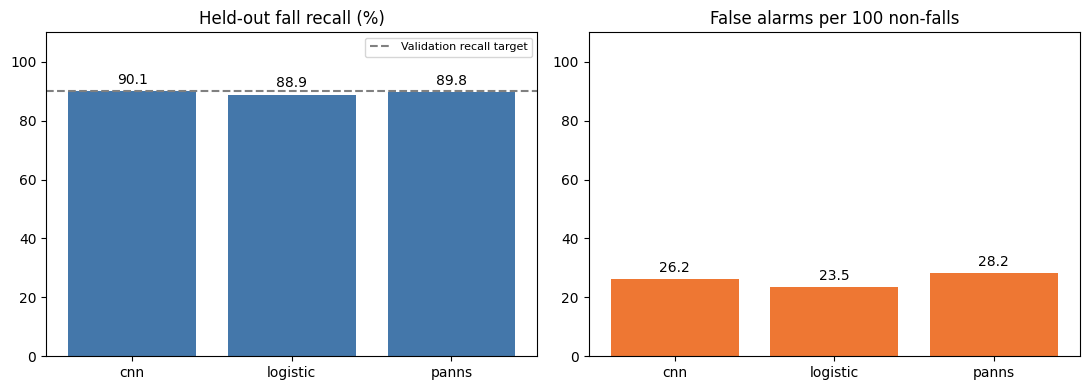 Held-out fall recall (%)
100
80
60
40
20
0
Validation recall target
90.1
88.9
89.8
cnn
logistic
panns
False alarms per 100 non-falls
100
80
60
40
20
0
26.2
23.5
28.2
cnn
logistic
panns